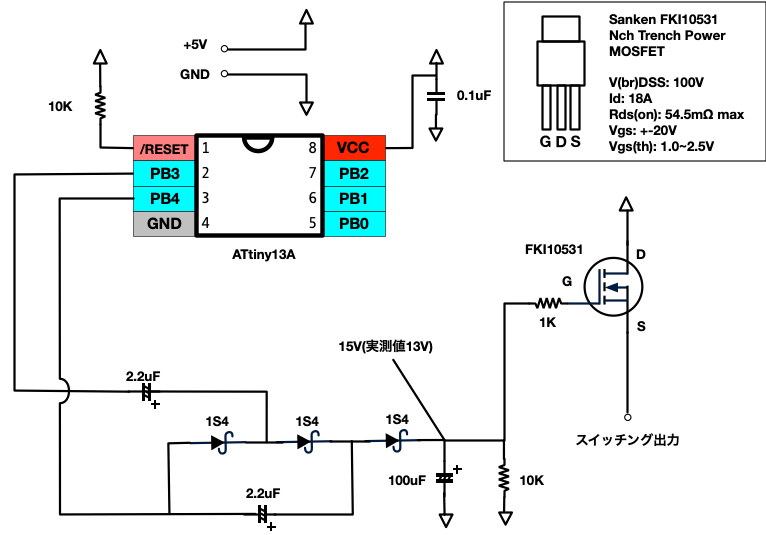 Sanken FKI10531
Nch Trench Power
MOSFET
V(br)DSS: 100V
Id: 18A
Rds(on): 54.5mΩ max
Vgs: +-20V
Vgs(th): 1.0~2.5V
G D S
+5V
GND
10K
0.1uF
/RESET 1 8 VCC
PB3 2 7 PB2
PB4 3 6 PB1
GND 4 5 PB0
ATtiny13A
FKI10531
D
G
S
1K
15V(実測値13V)
2.2uF
+
1S4
1S4
1S4
スイッチング出力
100uF
+
10K
2.2uF
+